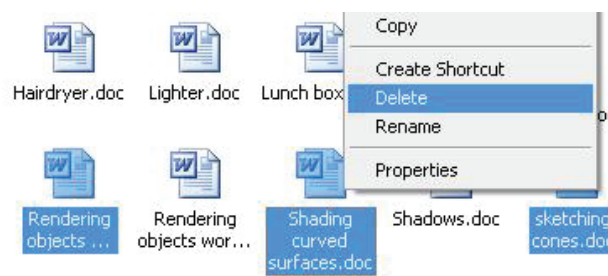 Copy
Create Shortcut
Delete
Rename
Properties
Hairdryer.doc
Lighter.doc
Lunch box
Rendering
objects ...
Rendering
objects wor...
Shading
curved
surfaces.doc
Shadows.doc
sketching
cones.doc